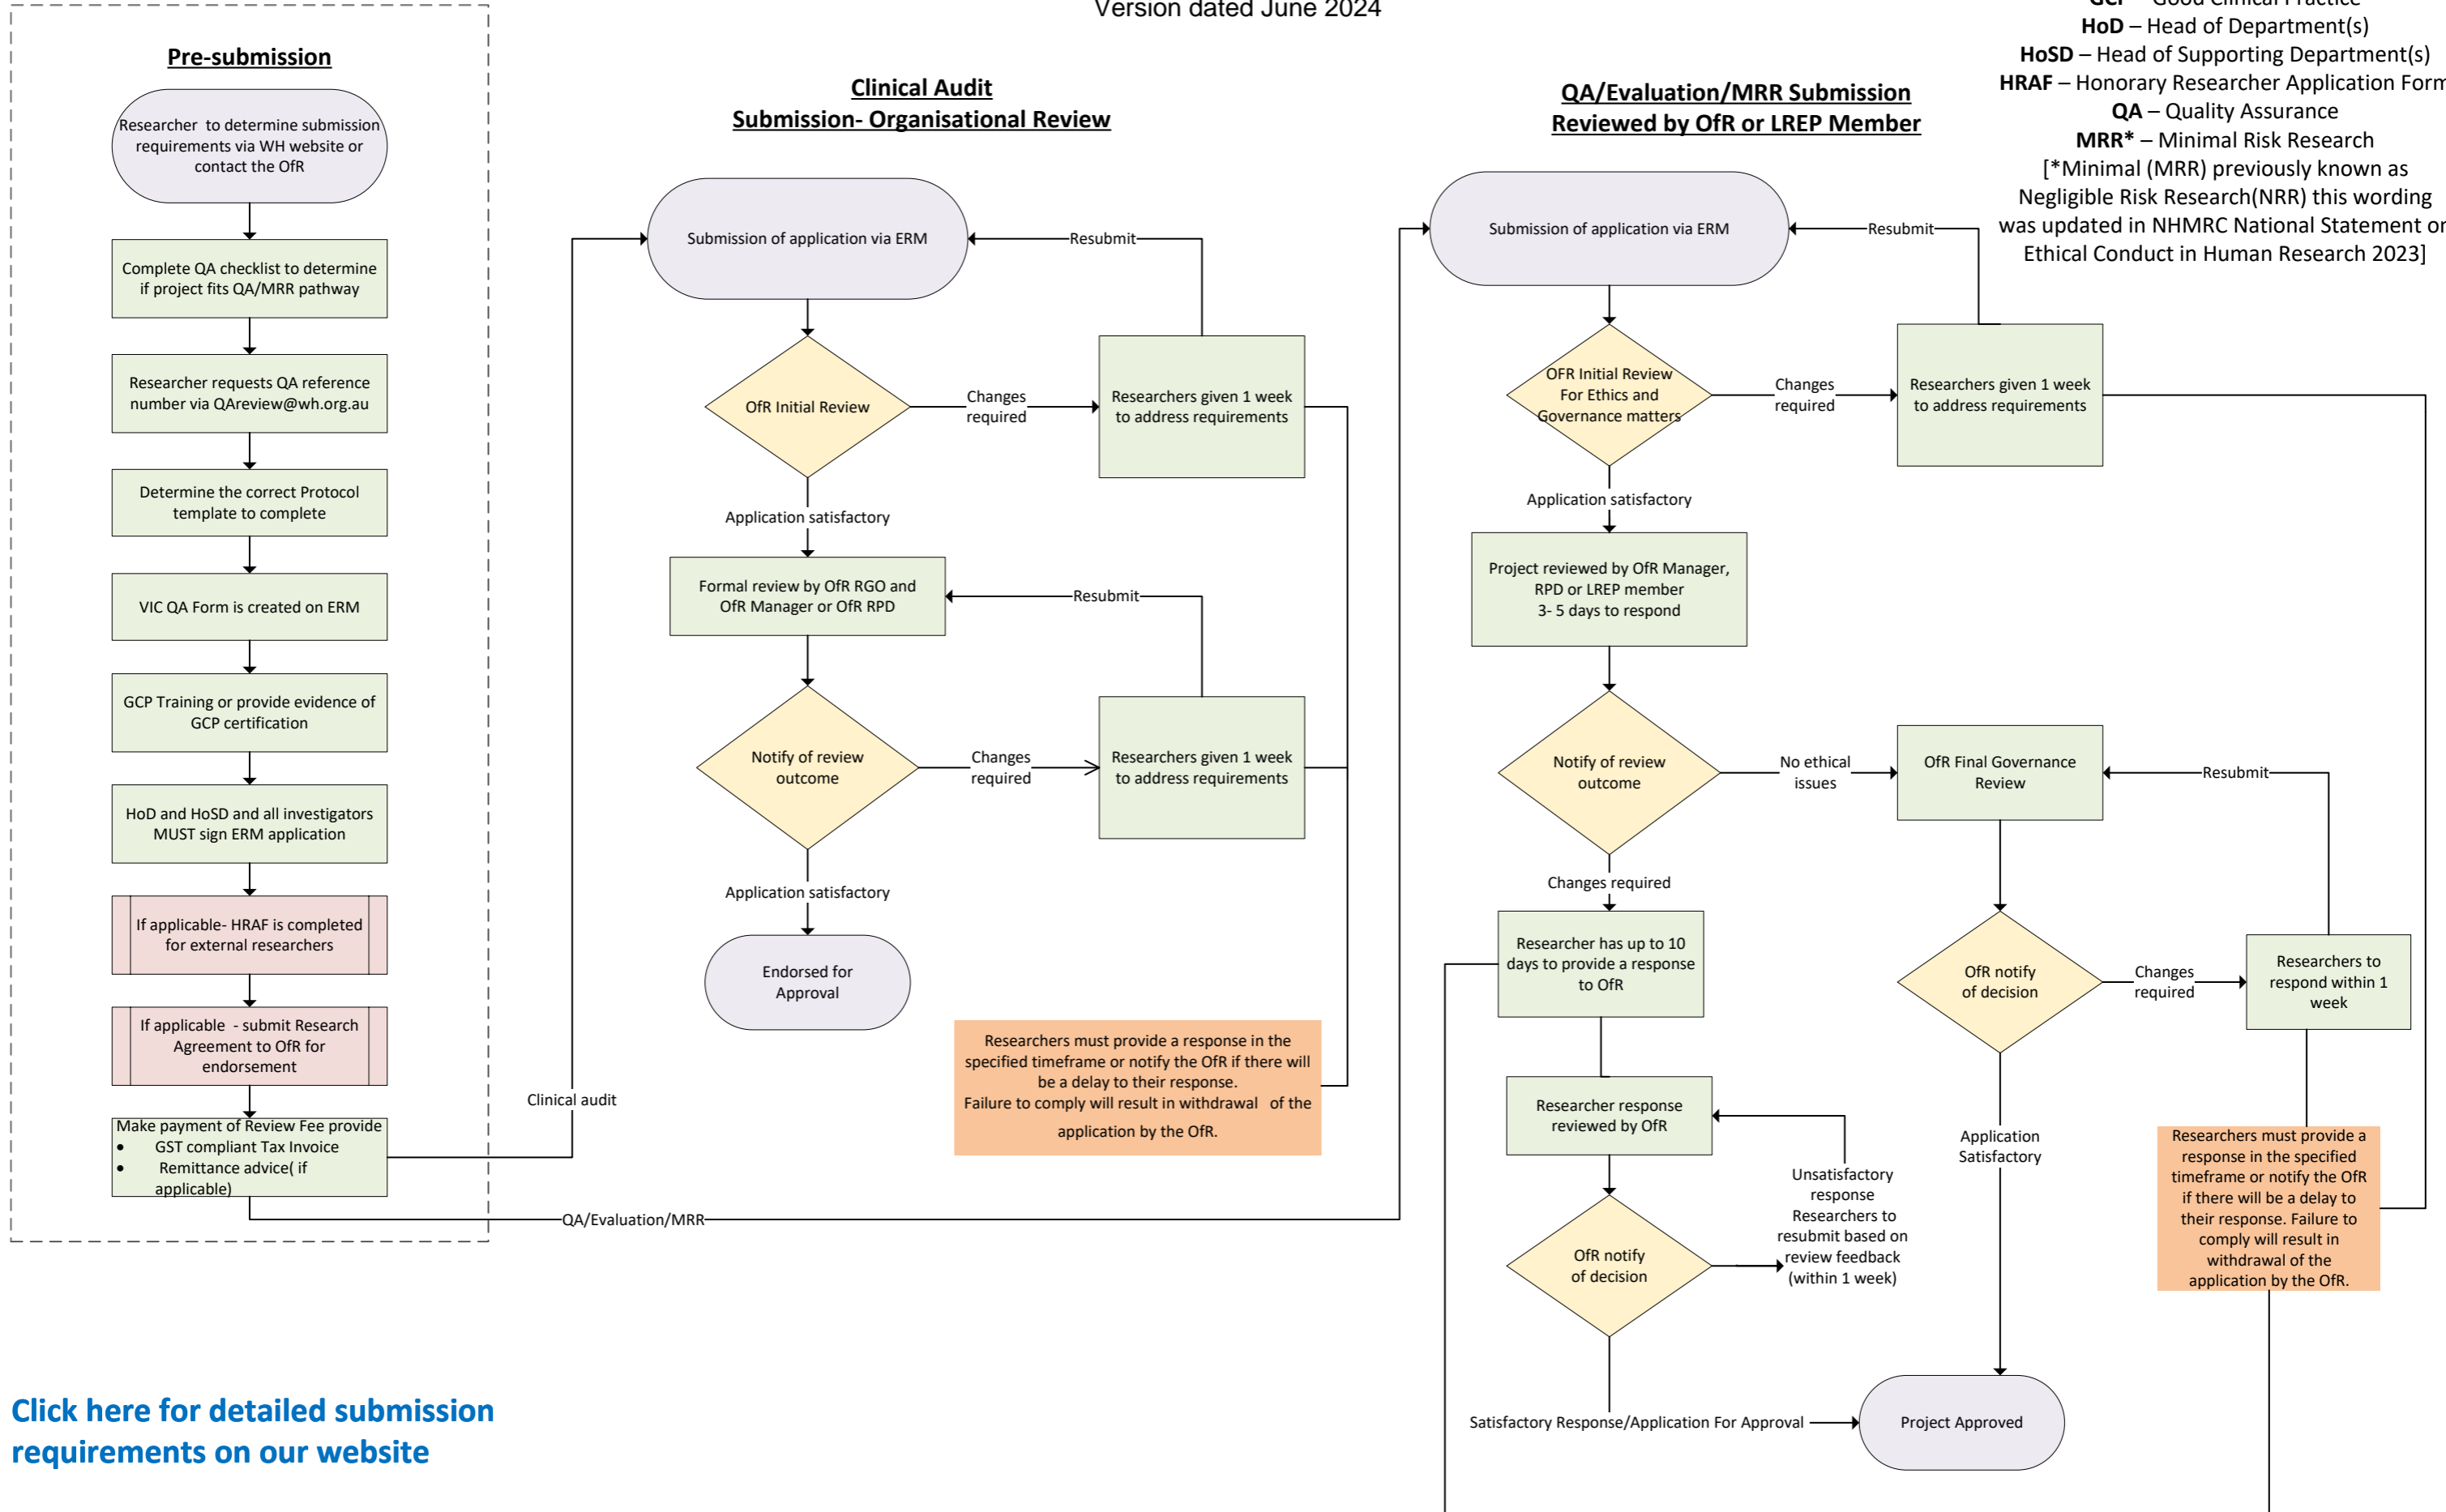 Version dated June 2024
GCP – Good Clinical Practice
HoD – Head of Department(s)
HoSD – Head of Supporting Department(s)
HRAF – Honorary Researcher Application Form
QA – Quality Assurance
MRR* – Minimal Risk Research
[*Minimal (MRR) previously known as
Negligible Risk Research(NRR) this wording
was updated in NHMRC National Statement on
Ethical Conduct in Human Research 2023]
Pre-submission
Researcher to determine submission
requirements via WH website or
contact the OfR
Complete QA checklist to determine
if project fits QA/MRR pathway
Researcher requests QA reference
number via QAreview@wh.org.au
Determine the correct Protocol
template to complete
VIC QA Form is created on ERM
GCP Training or provide evidence of
GCP certification
HoD and HoSD and all investigators
MUST sign ERM application
If applicable- HRAF is completed
for external researchers
If applicable - submit Research
Agreement to OfR for
endorsement
Make payment of Review Fee provide
• GST compliant Tax Invoice
• Remittance advice( if
applicable)
Clinical audit
QA/Evaluation/MRR
Clinical Audit
Submission- Organisational Review
Submission of application via ERM
Resubmit
OfR Initial Review
Changes
required
Researchers given 1 week
to address requirements
Application satisfactory
Formal review by OfR RGO and
OfR Manager or OfR RPD
Resubmit
Notify of review
outcome
Changes
required
Researchers given 1 week
to address requirements
Application satisfactory
Endorsed for
Approval
Researchers must provide a response in the
specified timeframe or notify the OfR if there will
be a delay to their response.
Failure to comply will result in withdrawal of the
application by the OfR.
QA/Evaluation/MRR Submission
Reviewed by OfR or LREP Member
Submission of application via ERM
Resubmit
OFR Initial Review
For Ethics and
Governance matters
Changes
required
Researchers given 1 week
to address requirements
Application satisfactory
Project reviewed by OfR Manager,
RPD or LREP member
3- 5 days to respond
Notify of review
outcome
No ethical
issues
OfR Final Governance
Review
Resubmit
Changes required
Researcher has up to 10
days to provide a response
to OfR
OfR notify
of decision
Changes
required
Researchers to
respond within 1
week
Researcher response
reviewed by OfR
Unsatisfactory
response
Researchers to
resubmit based on
review feedback
(within 1 week)
OfR notify
of decision
Application
Satisfactory
Researchers must provide a
response in the specified
timeframe or notify the OfR
if there will be a delay to
their response. Failure to
comply will result in
withdrawal of the
application by the OfR.
Satisfactory Response/Application For Approval
Project Approved
Click here for detailed submission
requirements on our website